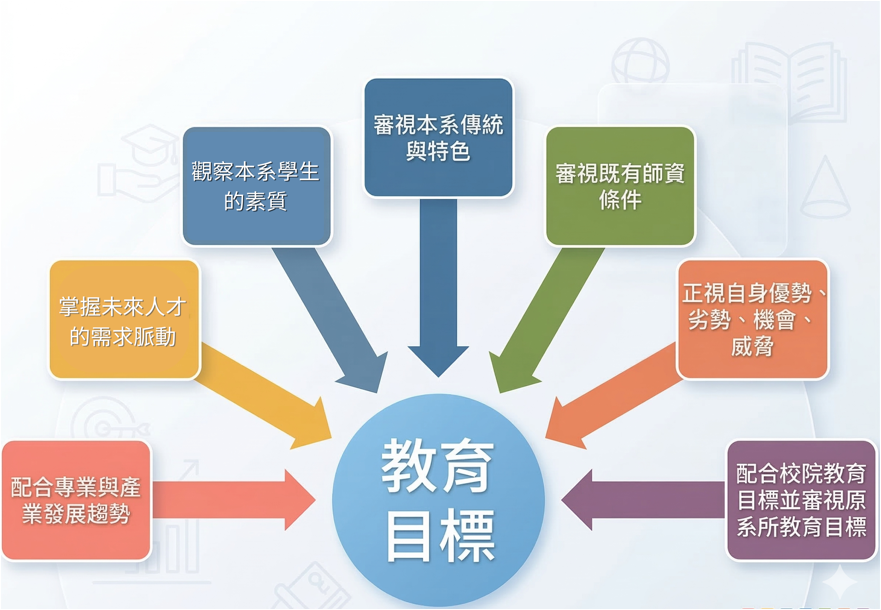 審視本系傳統
與特色
觀察本系學生
的素質
審視既有師資
條件
掌握未來人才
的需求脈動
正視自身優勢、
劣勢、機會、
威脅
配合專業與產
業發展趨勢
配合校院教育
目標並審視原
系所教育目標
教育
目標